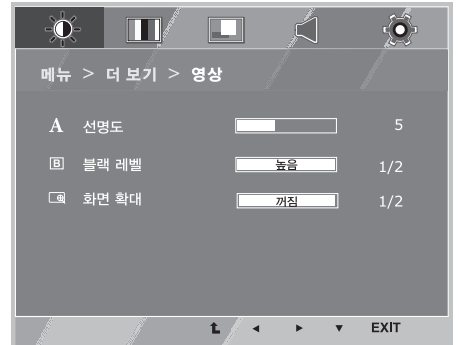 메뉴 > 더 보기 > 영상
A 선명도 5
B 블랙 레벨 높음 1/2
화면 확대 꺼짐 1/2
EXIT